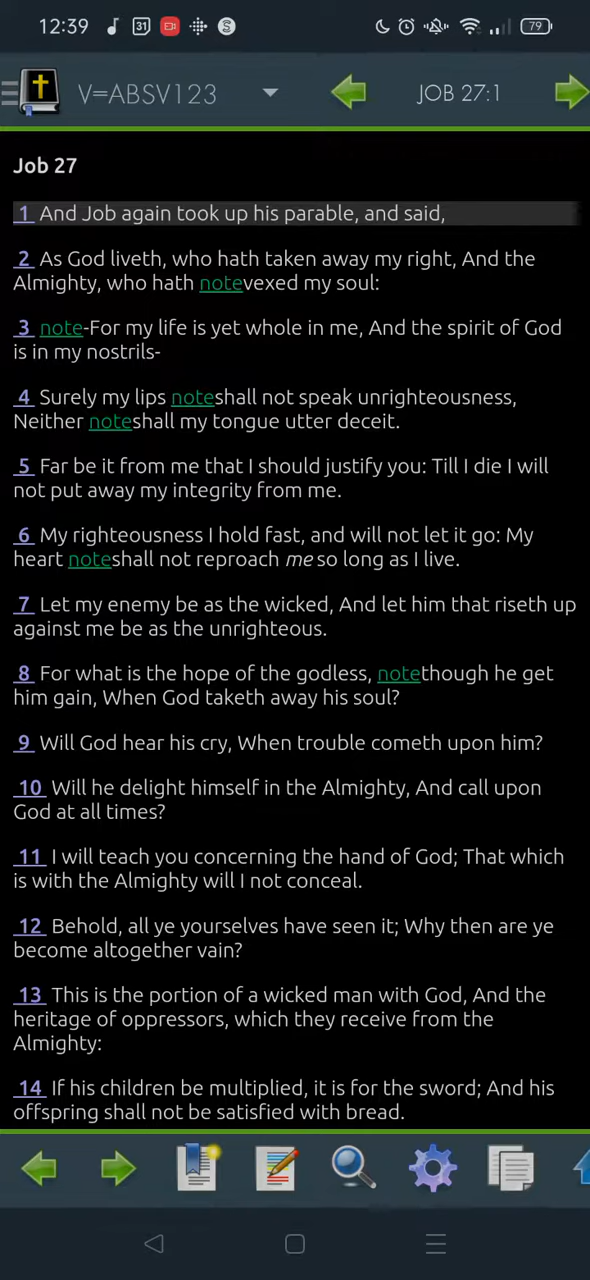 12:39 31 79
V=ABSV123 JOB 27:1
Job 27
1 And Job again took up his parable, and said,
2 As God liveth, who hath taken away my right, And the
Almighty, who hath notevexed my soul:
3 note-For my life is yet whole in me, And the spirit of God
is in my nostrils-
4 Surely my lips noteshall not speak unrighteousness,
Neither noteshall my tongue utter deceit.
5 Far be it from me that I should justify you: Till I die I will
not put away my integrity from me.
6 My righteousness I hold fast, and will not let it go: My
heart noteshall not reproach me so long as I live.
7 Let my enemy be as the wicked, And let him that riseth up
against me be as the unrighteous.
8 For what is the hope of the godless, notethough he get
him gain, When God taketh away his soul?
9 Will God hear his cry, When trouble cometh upon him?
10 Will he delight himself in the Almighty, And call upon
God at all times?
11 I will teach you concerning the hand of God; That which
is with the Almighty will I not conceal.
12 Behold, all ye yourselves have seen it; Why then are ye
become altogether vain?
13 This is the portion of a wicked man with God, And the
heritage of oppressors, which they receive from the
Almighty:
14 If his children be multiplied, it is for the sword; And his
offspring shall not be satisfied with bread.